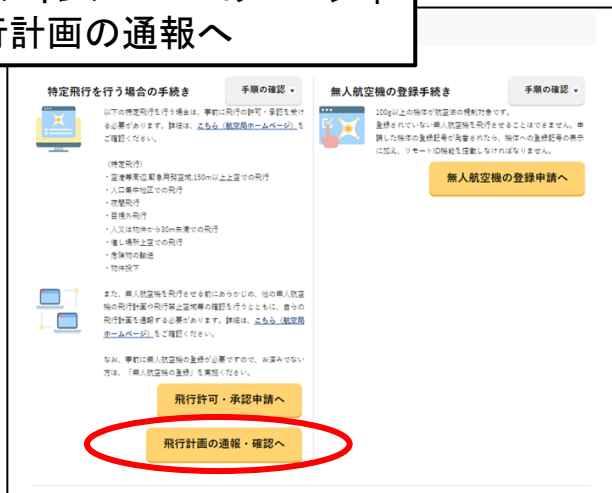 行計画の通報へ
特定飛行を行う場合の手続き
手順の確認
以下の特定飛行を行う場合は、事前に飛行の許可・承認を受け
る必要があります。詳細は、こちら（航空局ホームページ）を
ご確認ください。
（特定飛行）
・空港等周辺,緊急用務空域,150m以上上空での飛行
・人口集中地区での飛行
・夜間飛行
・目視外飛行
・人又は物件から30m未満での飛行
・催し場所上空での飛行
・危険物の輸送
・物件投下
また、無人航空機を飛行させる前にあらかじめ、他の無人航空
機の飛行計画や飛行禁止空域等の確認を行うとともに、自らの
飛行計画を通報する必要があります。詳細は、こちら（航空局
ホームページ）をご確認ください。
なお、事前に無人航空機の登録が必要ですので、お済みでない
方は、「無人航空機の登録」を実施ください。
飛行許可・承認申請へ
飛行計画の通報・確認へ
無人航空機の登録手続き
手順の確認
100g以上の機体が航空法の規制対象です。
登録されていない無人航空機を飛行させることはできません。申
請した機体の登録記号が発番されたら、機体への登録記号の表示
に加え、リモートID機能を搭載しなければなりません。
無人航空機の登録申請へ